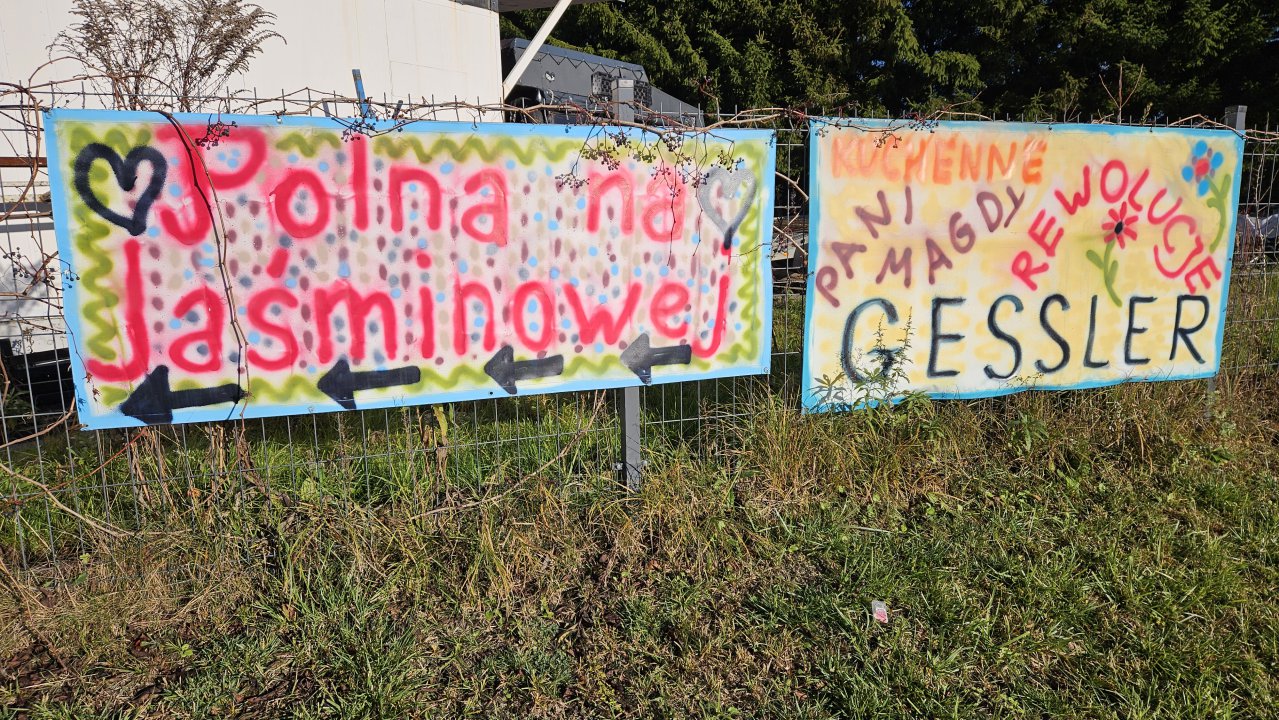 Polna na
Jaśminowej
KUCHENNE
REWOLUCJE
PANI
MAGDY
GESSLER